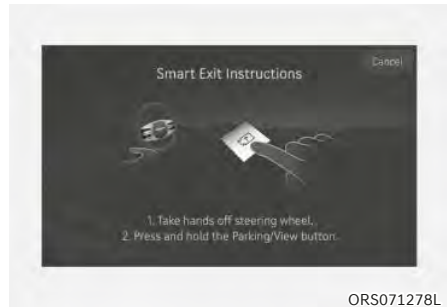 Cancel
Smart Exit Instructions
1. Take hands off steering wheel.
2. Press and hold the Parking/View button.
ORS071278L